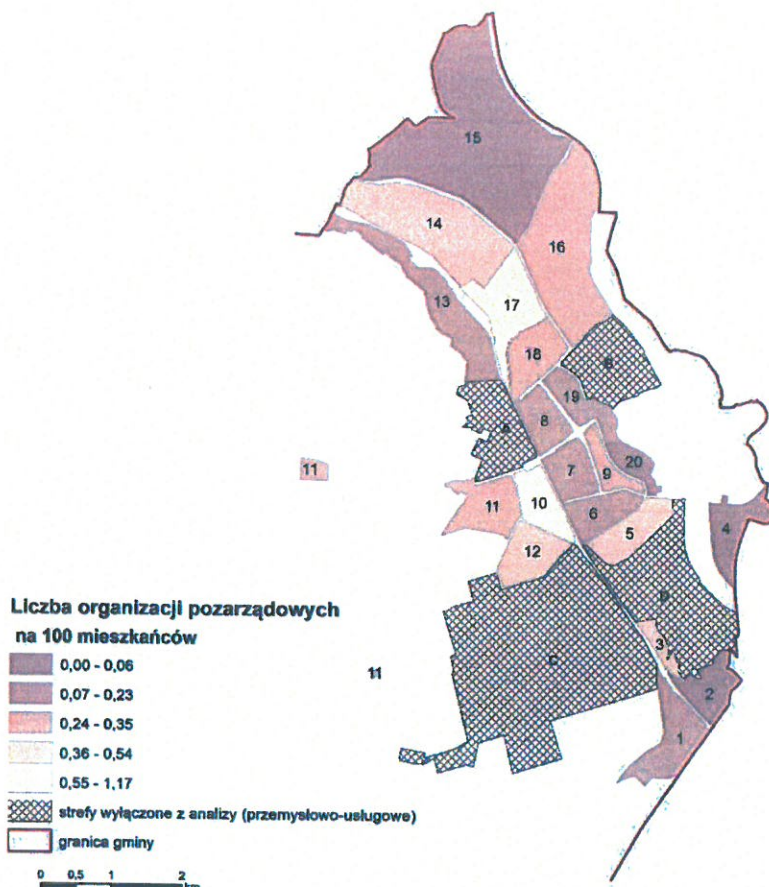 15
14
16
13
17
18
B
19
8
A
20
7
9
11
11
10
6
4
5
12
D
3
C
11
2
1
Liczba organizacji pozarządowych
na 100 mieszkańców
0,00 - 0,06
0,07 - 0,23
0,24 - 0,35
0,36 - 0,54
0,55 - 1,17
strefy wyłączone z analizy (przemysłowo-usługowe)
granica gminy
0 0,5 1 2
km